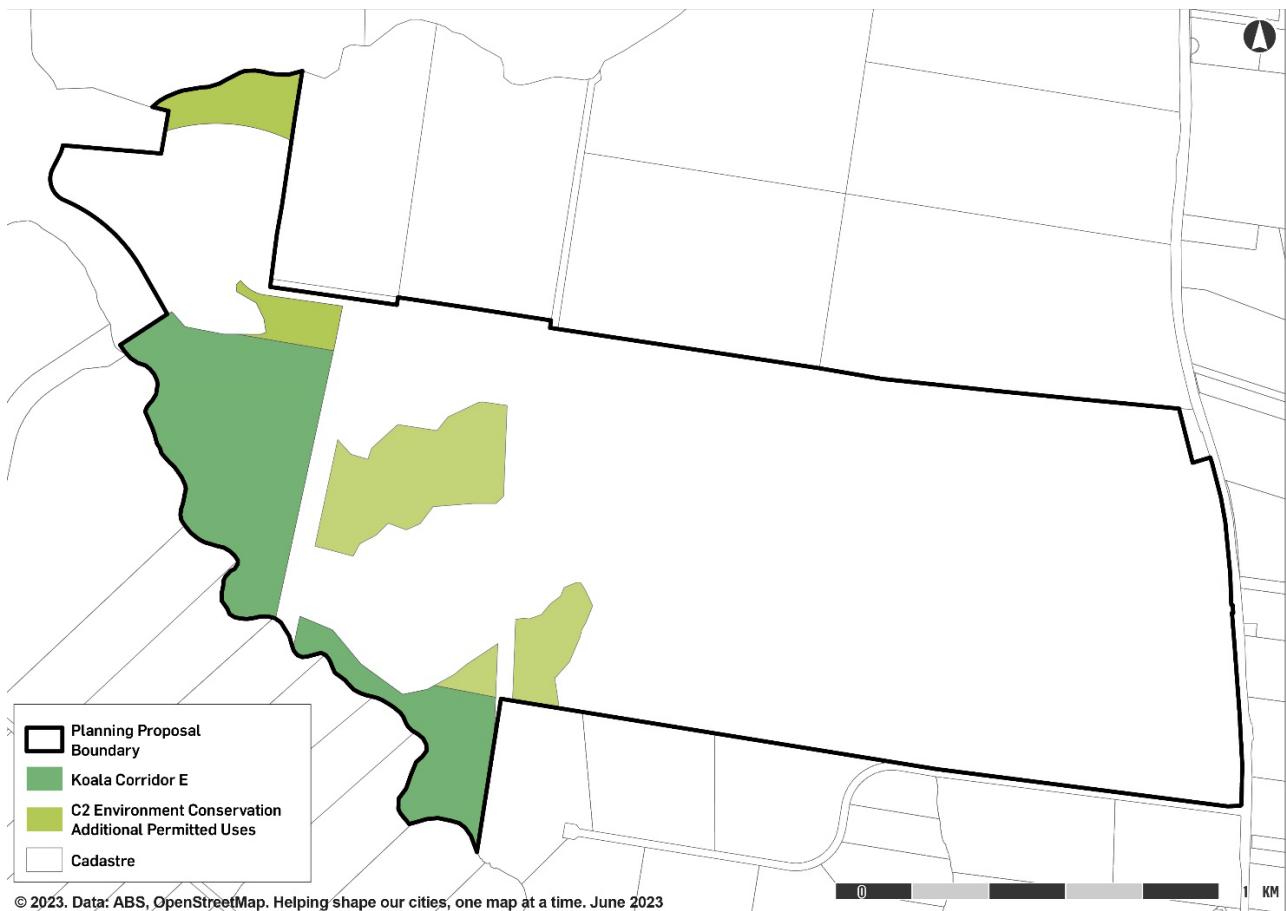 Planning Proposal
Boundary
Koala Corridor E
C2 Environment Conservation
Additional Permitted Uses
Cadastre
0 1 KM
© 2023. Data: ABS, OpenStreetMap. Helping shape our cities, one map at a time. June 2023